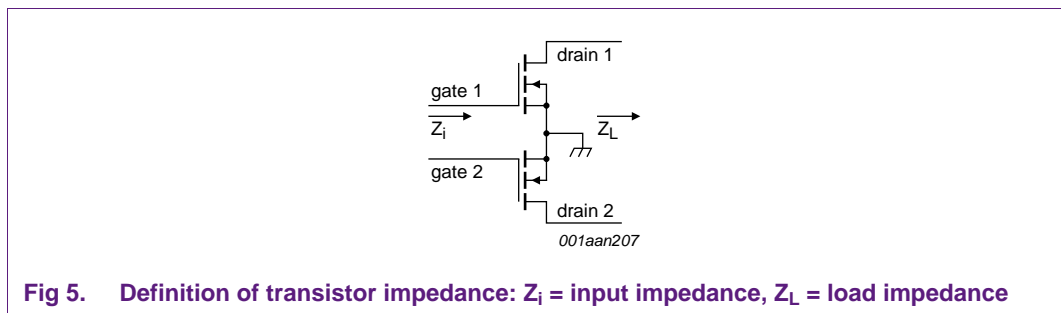 drain 1
gate 1
Zi
ZL
gate 2
drain 2
001aan207
Fig 5. Definition of transistor impedance: Zi = input impedance, ZL = load impedance